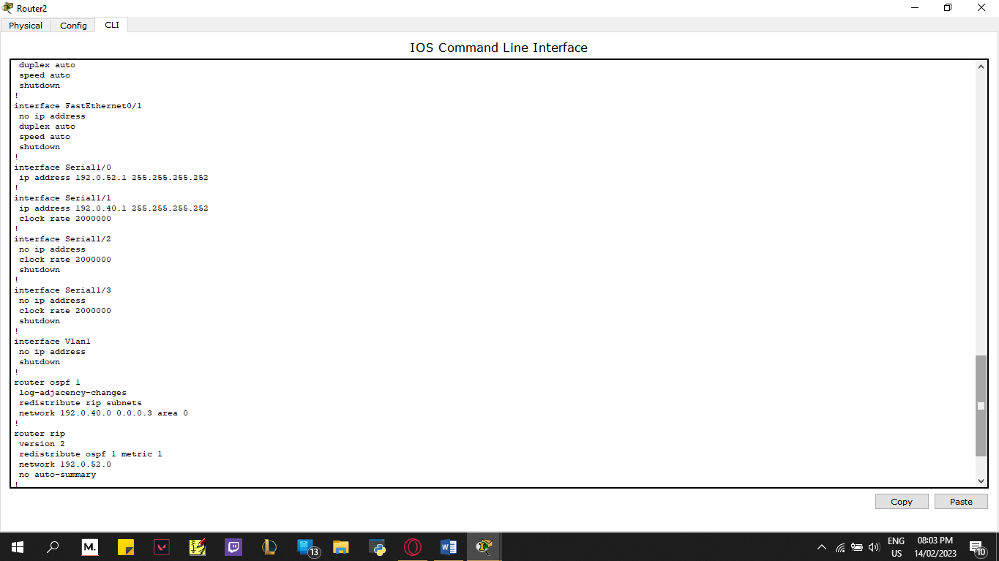 Router2
Physical Config CLI
IOS Command Line Interface
duplex auto
speed auto
shutdown
!
interface FastEthernet0/1
no ip address
duplex auto
speed auto
shutdown
!
interface Serial1/0
ip address 192.0.52.1 255.255.255.252
!
interface Serial1/1
ip address 192.0.40.1 255.255.255.252
clock rate 2000000
!
interface Serial1/2
no ip address
clock rate 2000000
shutdown
!
interface Serial1/3
no ip address
clock rate 2000000
shutdown
!
interface Vlan1
no ip address
shutdown
!
router ospf 1
log-adjacency-changes
redistribute rip subnets
network 192.0.40.0 0.0.0.3 area 0
!
router rip
version 2
redistribute ospf 1 metric 1
network 192.0.52.0
no auto-summary
!
Copy Paste
M.
13
ENG
US
08:03 PM
14/02/2023
10